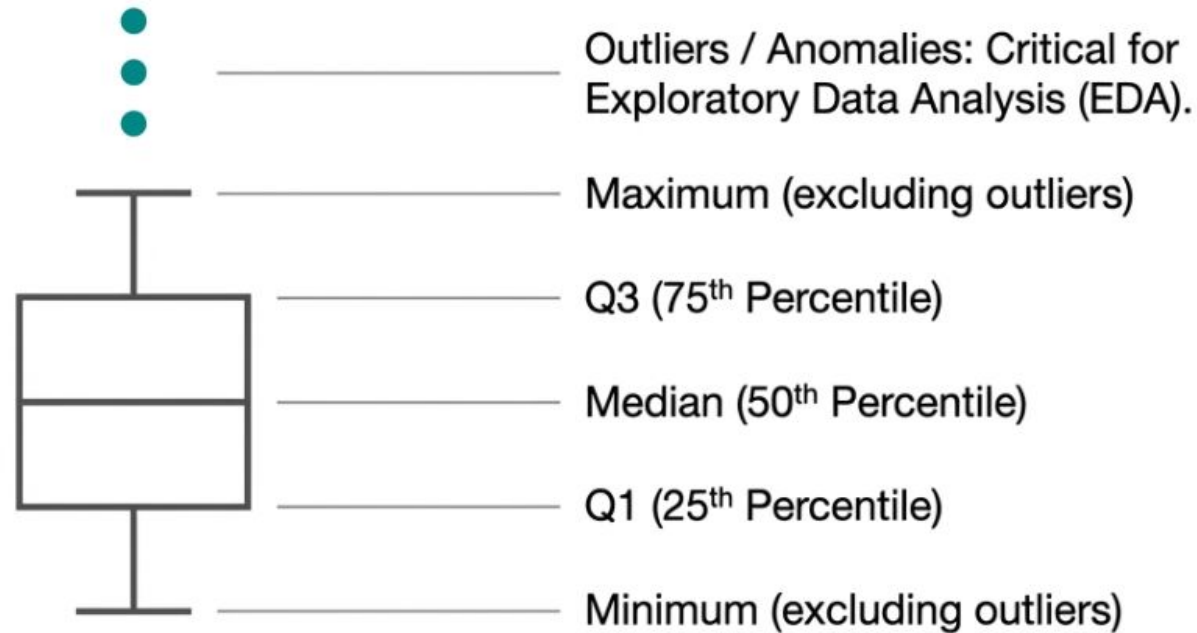 Outliers / Anomalies: Critical for
Exploratory Data Analysis (EDA).
Maximum (excluding outliers)
Q3 (75th Percentile)
Median (50th Percentile)
Q1 (25th Percentile)
Minimum (excluding outliers)